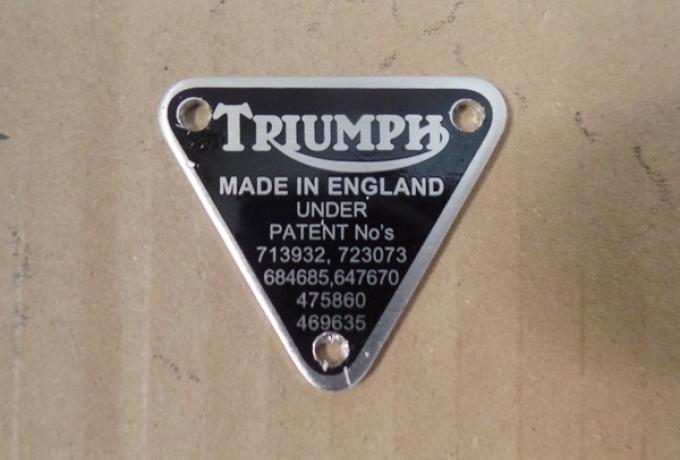 TRIUMPH
MADE IN ENGLAND
UNDER
PATENT No's
713932, 723073
684685,647670
475860
469635